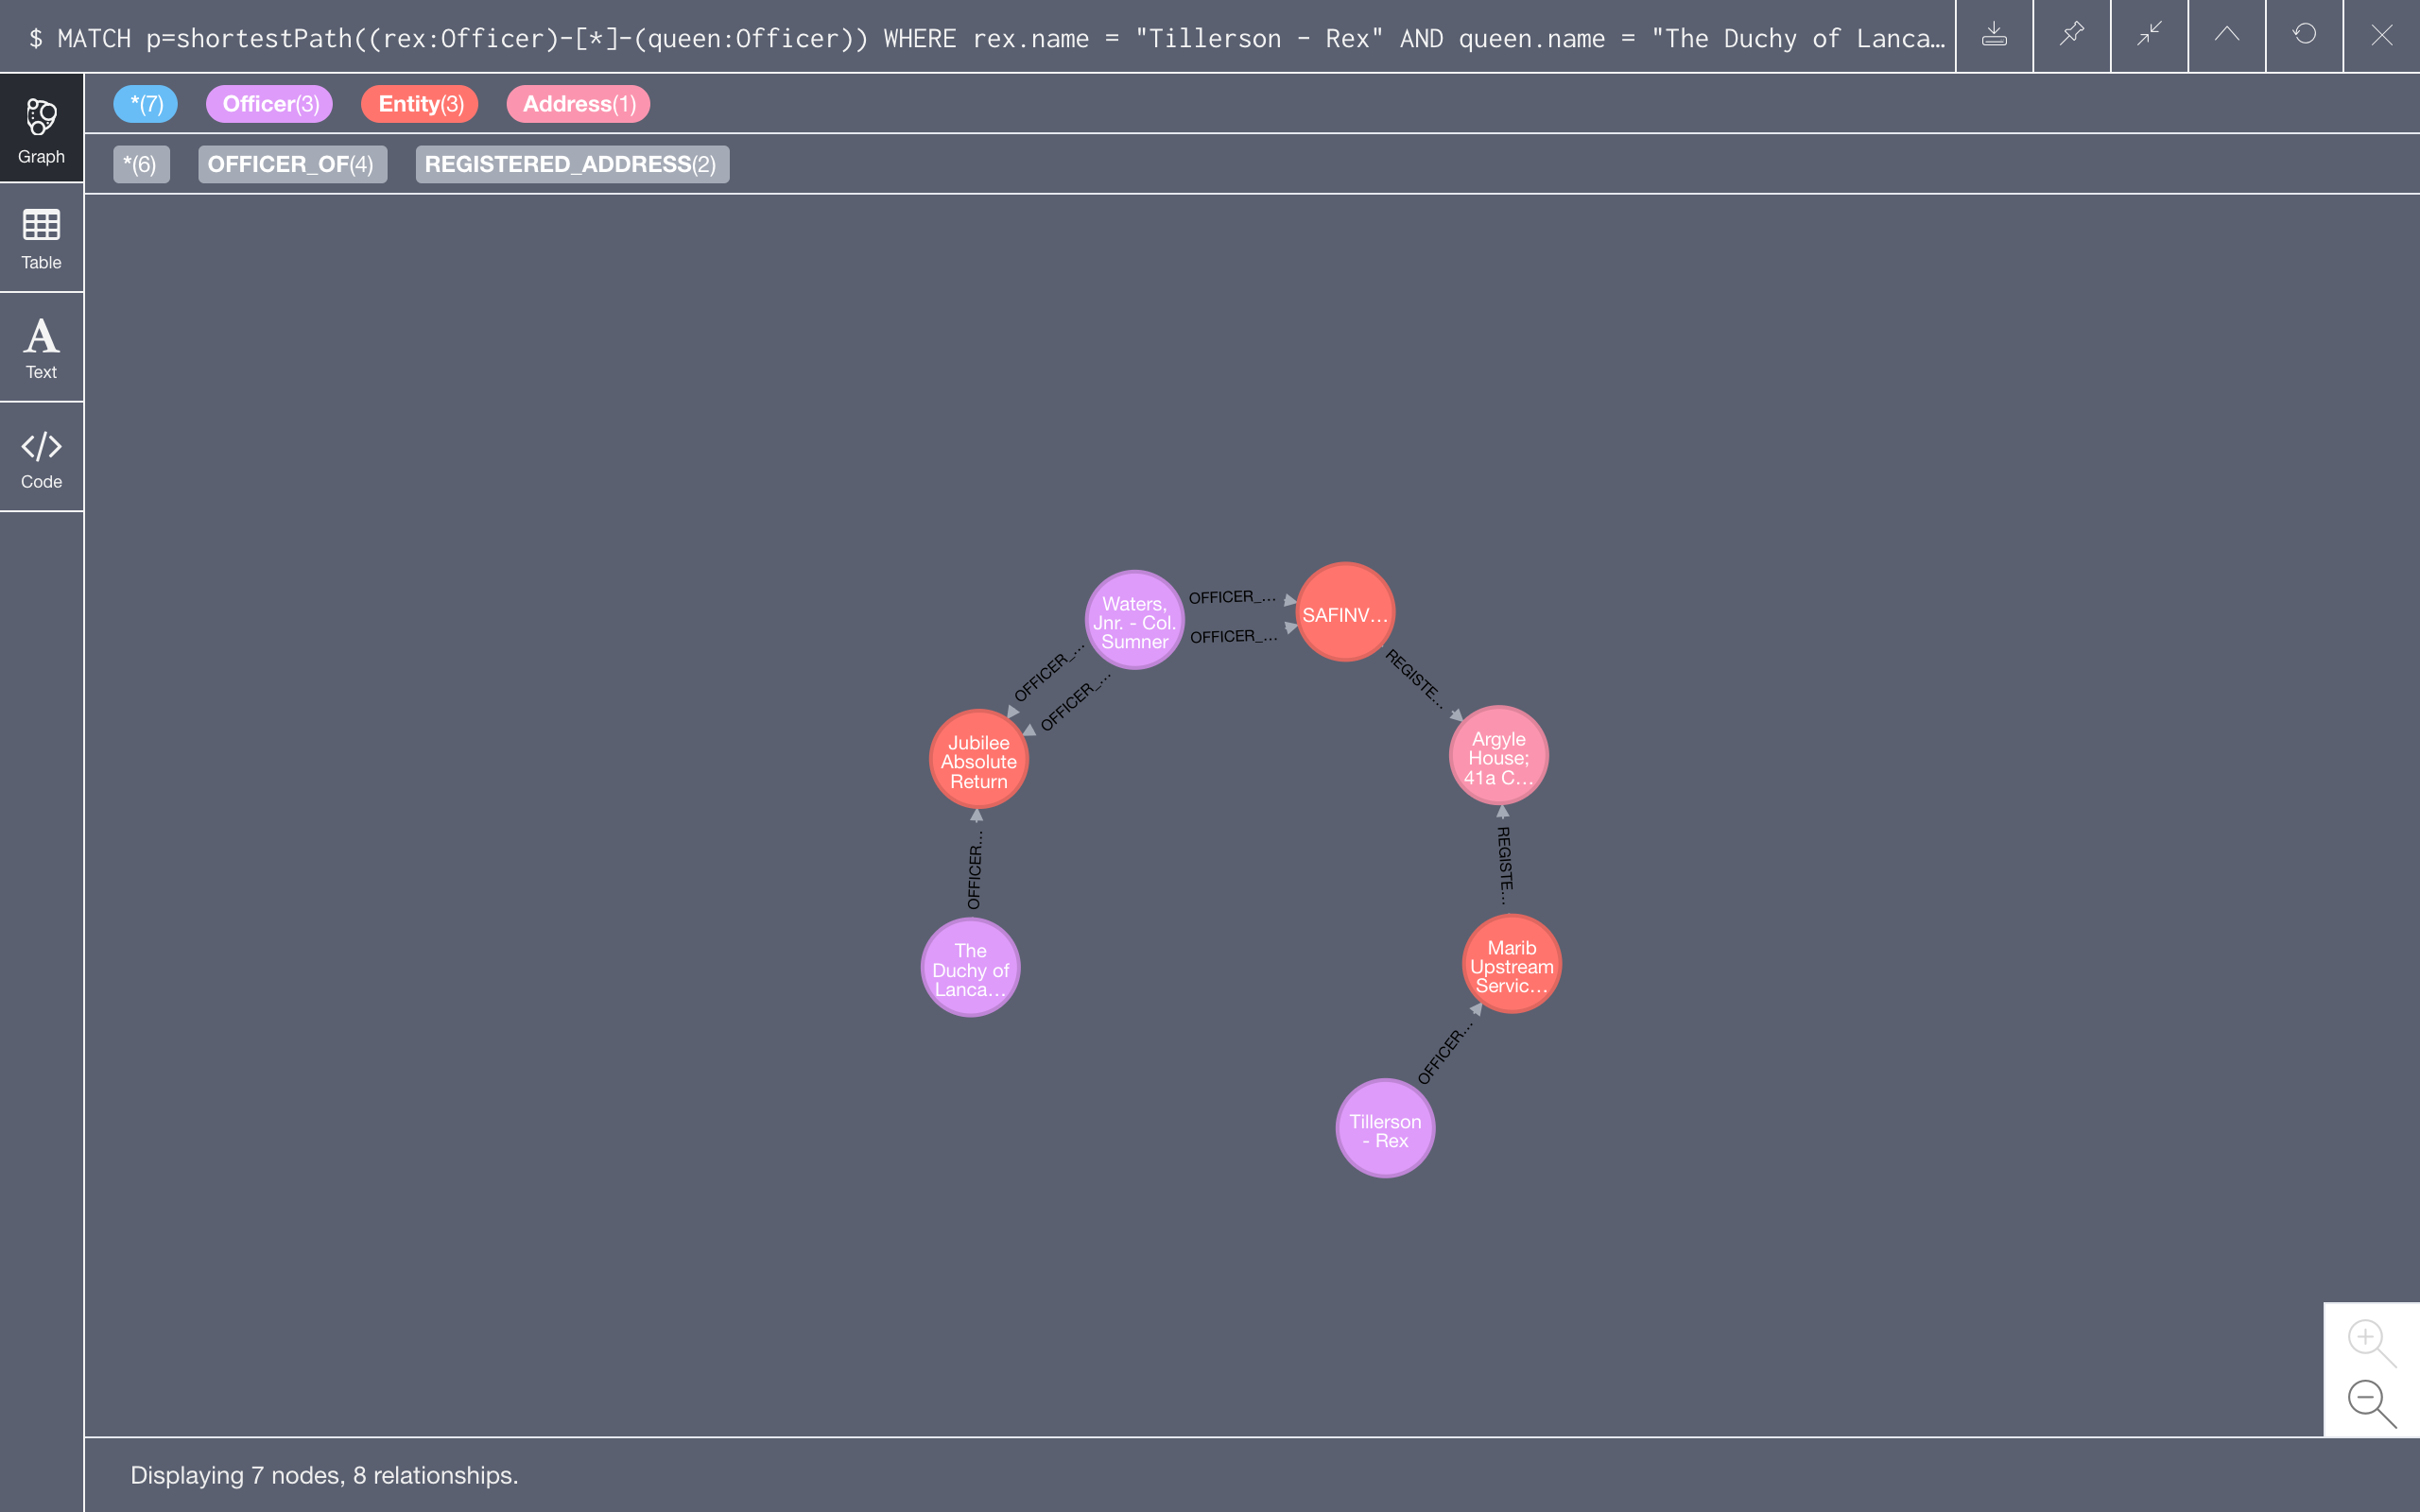 $ MATCH p=shortestPath((rex:Officer)-[*]-(queen:Officer)) WHERE rex.name = "Tillerson - Rex" AND queen.name = "The Duchy of Lanca…
*(7) Officer(3) Entity(3) Address(1)
*(6) OFFICER_OF(4) REGISTERED_ADDRESS(2)
Graph
Table
Text
Code
Waters,
Jnr. - Col.
Sumner
OFFICER_…
OFFICER_…
SAFINV…
OFFICER_…
OFFICER_…
REGISTE…
Jubilee
Absolute
Return
Argyle
House;
41a C…
OFFICER…
REGISTE…
The
Duchy of
Lanca…
Marib
Upstream
Servic…
OFFICER…
Tillerson
- Rex
Displaying 7 nodes, 8 relationships.